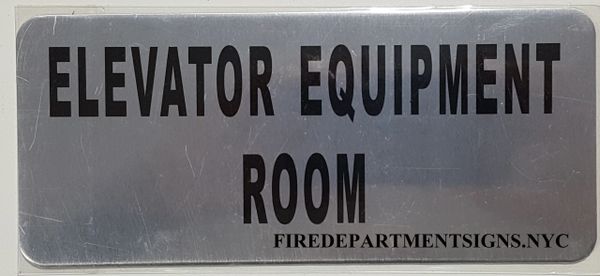 ELEVATOR EQUIPMENT
ROOM
FIREDEPARTMENTSIGNS.NYC